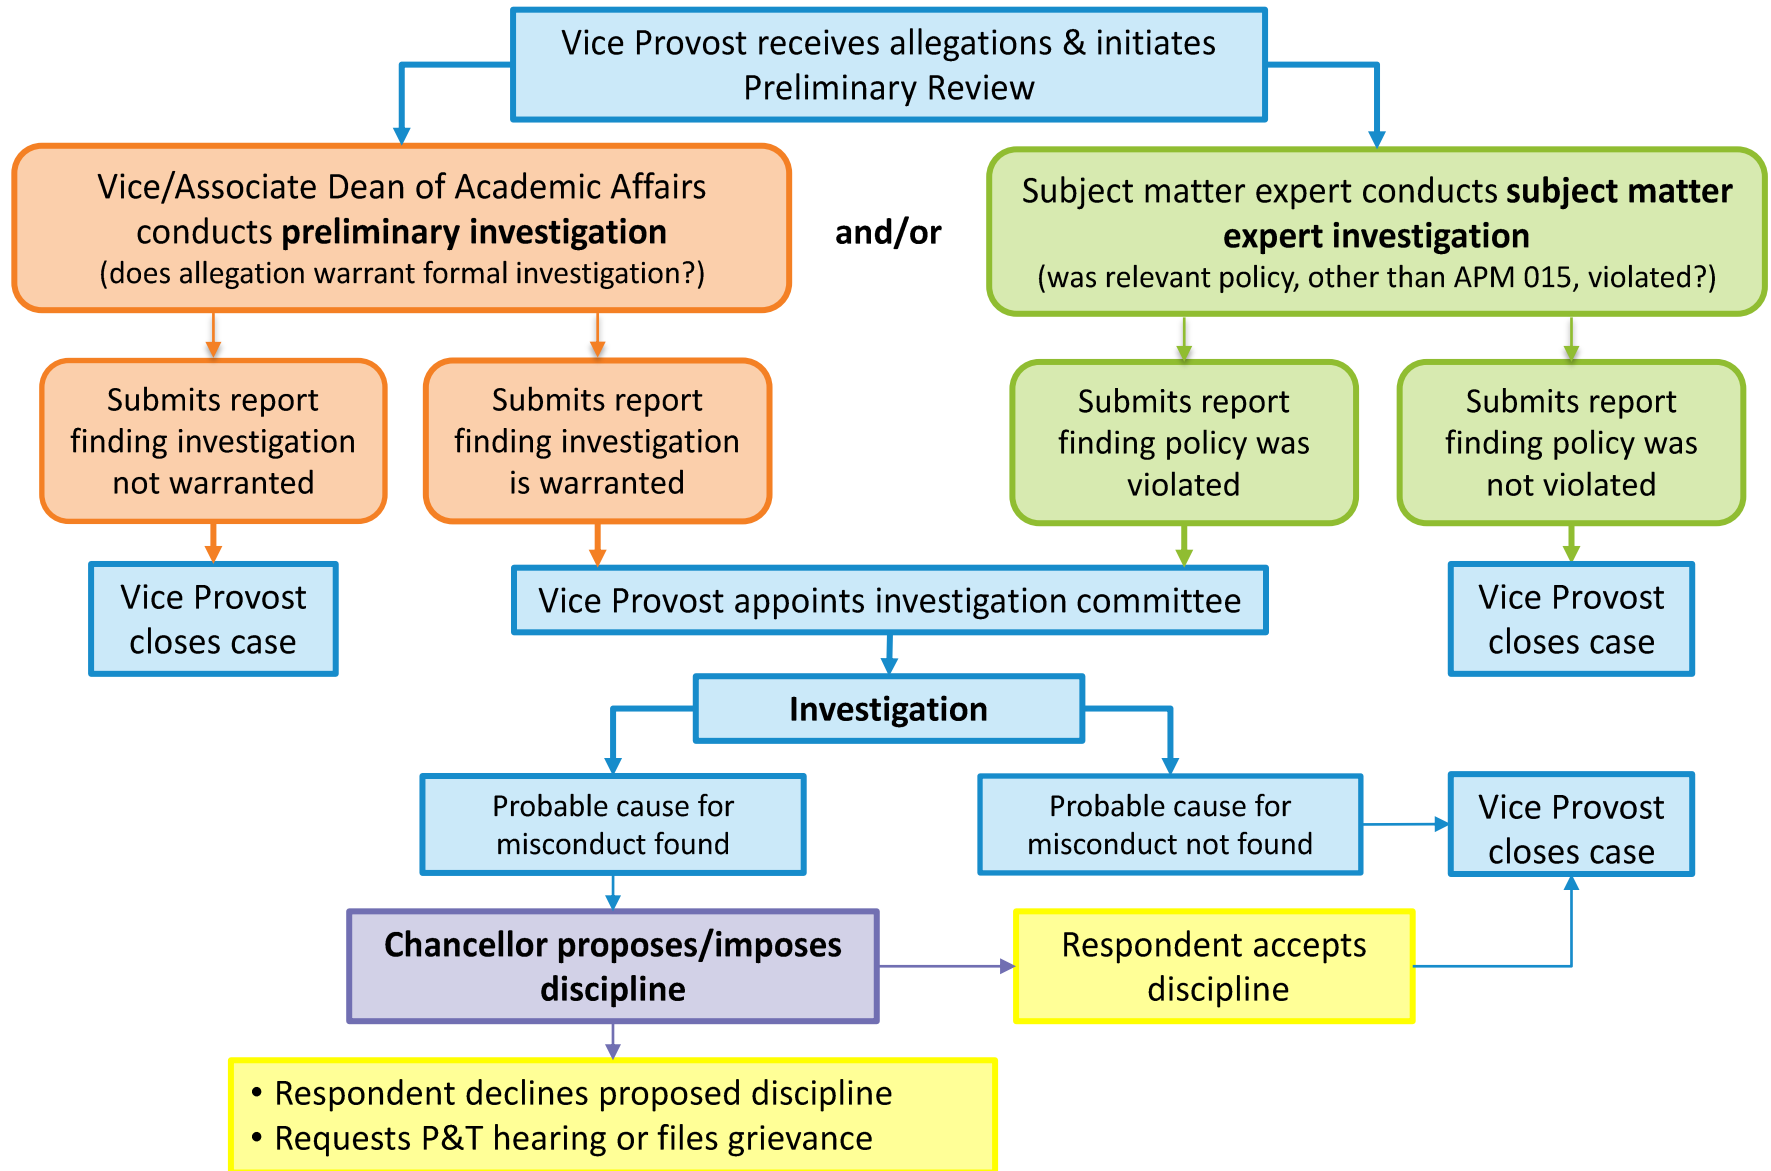 Vice Provost receives allegations & initiates
Preliminary Review
Vice/Associate Dean of Academic Affairs
conducts preliminary investigation
(does allegation warrant formal investigation?)
and/or
Subject matter expert conducts subject matter
expert investigation
(was relevant policy, other than APM 015, violated?)
Submits report
finding investigation
not warranted
Submits report
finding investigation
is warranted
Submits report
finding policy was
violated
Submits report
finding policy was
not violated
Vice Provost
closes case
Vice Provost appoints investigation committee
Vice Provost
closes case
Investigation
Probable cause for
misconduct found
Probable cause for
misconduct not found
Vice Provost
closes case
Chancellor proposes/imposes
discipline
Respondent accepts
discipline
• Respondent declines proposed discipline
• Requests P&T hearing or files grievance